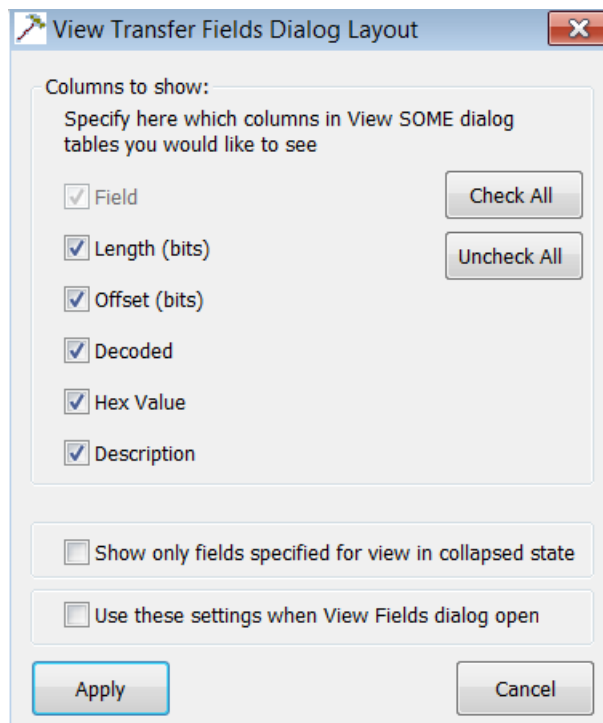 View Transfer Fields Dialog Layout
Columns to show:
Specify here which columns in View SOME dialog
tables you would like to see
Field
Check All
Length (bits)
Uncheck All
Offset (bits)
Decoded
Hex Value
Description
Show only fields specified for view in collapsed state
Use these settings when View Fields dialog open
Apply
Cancel